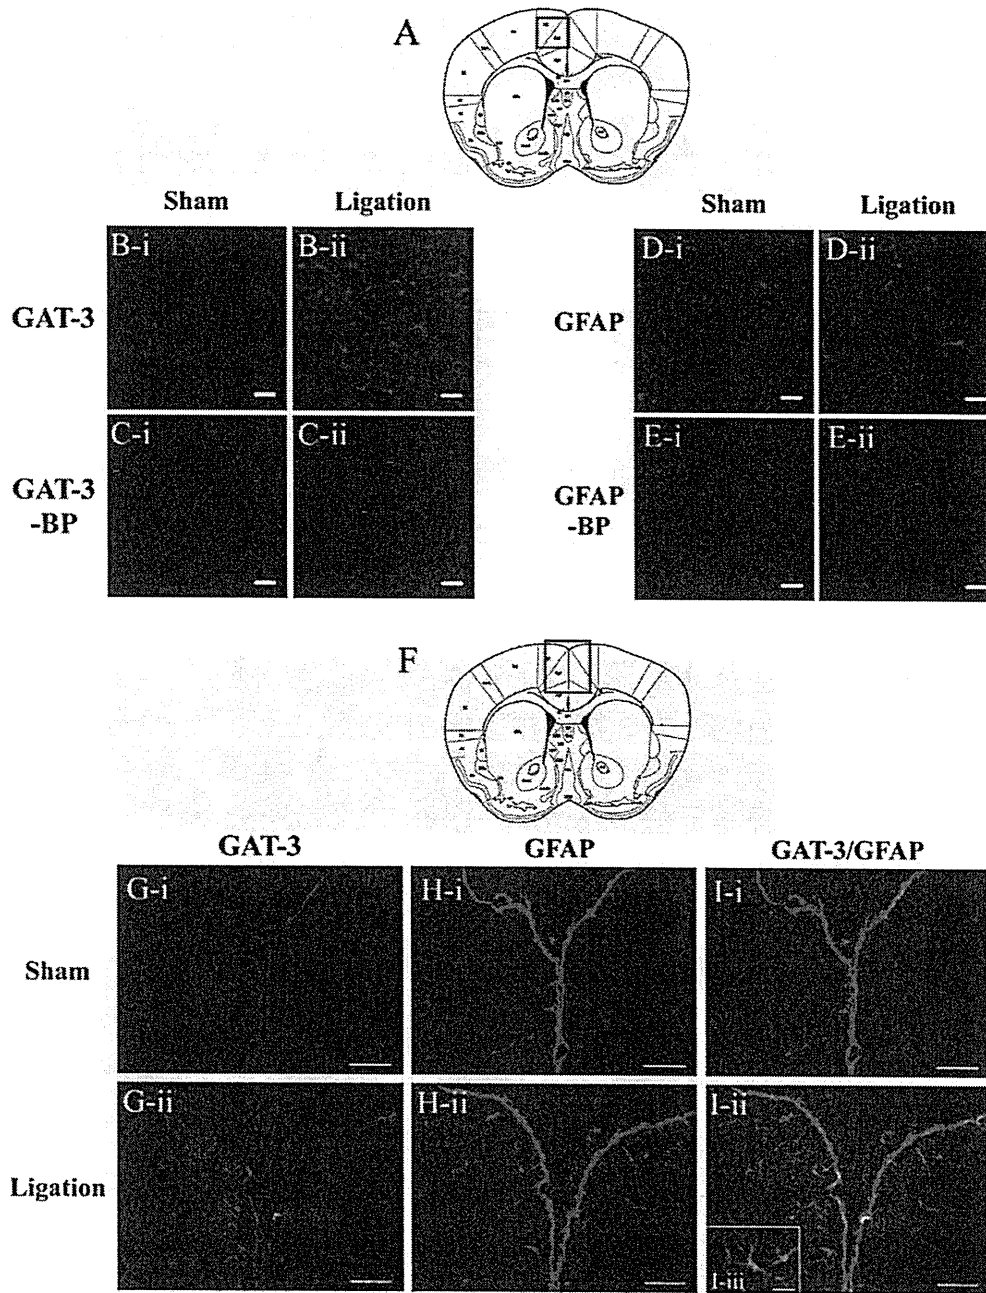 A
Sham Ligation
Sham Ligation
B-i B-ii
D-i D-ii
GAT-3
GFAP
C-i C-ii
E-i E-ii
GAT-3
-BP
GFAP
-BP
F
GAT-3 GFAP GAT-3/GFAP
G-i H-i I-i
Sham
G-ii H-ii I-ii
Ligation
I-iii